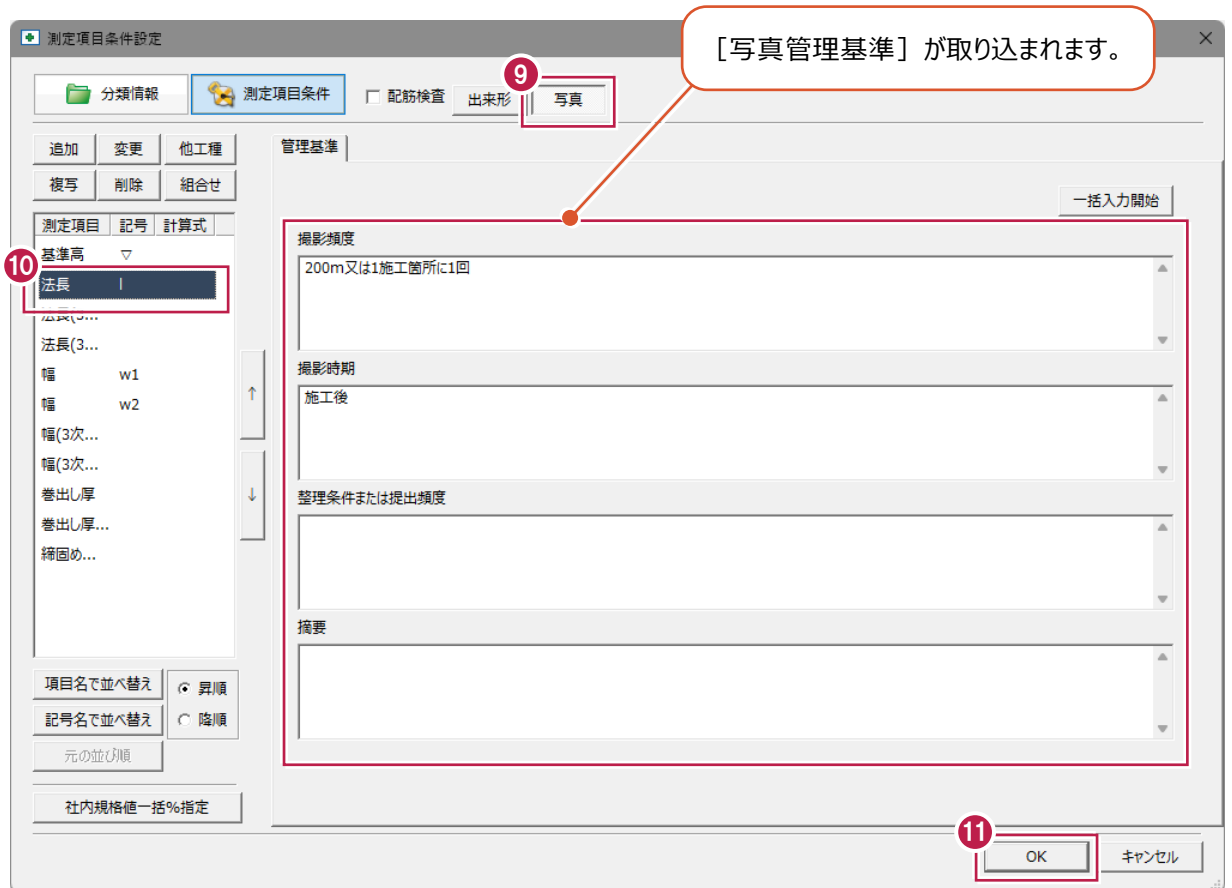 測定項目条件設定
[写真管理基準] が取り込まれます。
分類情報
測定項目条件
配筋検査
出来形
9
写真
追加
変更
他工種
複写
削除
組合せ
管理基準
一括入力開始
測定項目 記号 計算式
基準高 ▽
10
法長 l
法長(3...
法長(3...
幅 w1
幅 w2
幅(3次...
幅(3次...
巻出し厚
巻出し厚...
締固め...
↑
↓
撮影頻度
200m又は1施工箇所に1回
撮影時期
施工後
整理条件または提出頻度
摘要
項目名で並べ替え
昇順
記号名で並べ替え
降順
元の並び順
社内規格値一括%指定
11
OK
キャンセル